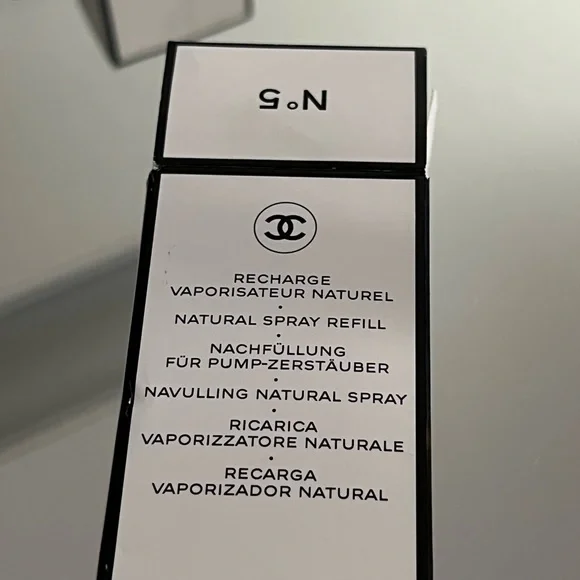 N°5
RECHARGE
VAPORISATEUR NATUREL
•
NATURAL SPRAY REFILL
•
NACHFÜLLUNG
FÜR PUMP-ZERSTÄUBER
•
NAVULLING NATURAL SPRAY
•
RICARICA
VAPORIZZATORE NATURALE
•
RECARGA
VAPORIZADOR NATURAL